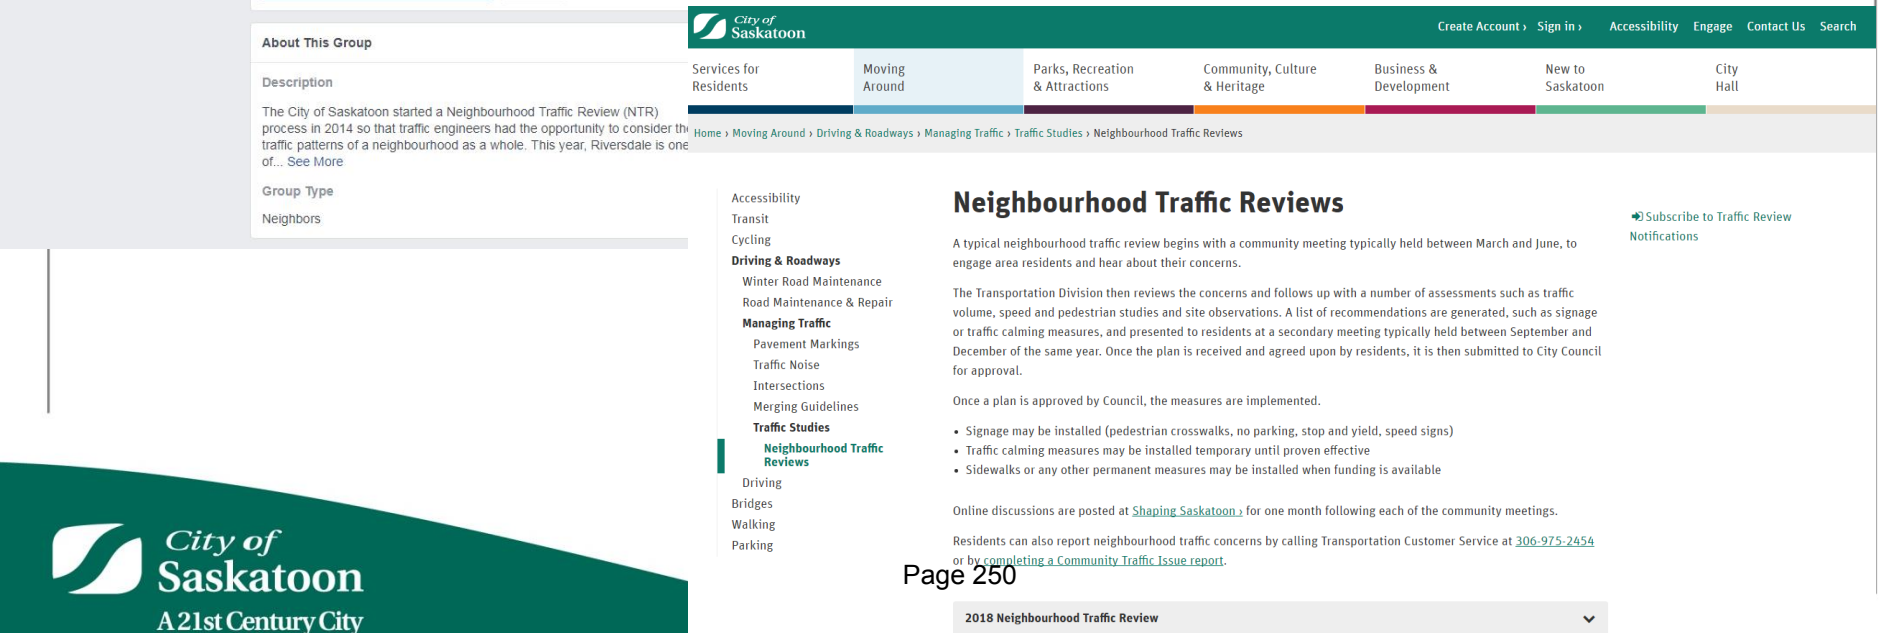 About This Group
Description
The City of Saskatoon started a Neighbourhood Traffic Review (NTR)
process in 2014 so that traffic engineers had the opportunity to consider the
traffic patterns of a neighbourhood as a whole. This year, Riversdale is one
of... See More
Group Type
Neighbors
City of
Saskatoon
A 21st Century City
City of
Saskatoon
Create Account › Sign in › Accessibility Engage Contact Us Search
Services for
Residents
Moving
Around
Parks, Recreation
& Attractions
Community, Culture
& Heritage
Business &
Development
New to
Saskatoon
City
Hall
Home › Moving Around › Driving & Roadways › Managing Traffic › Traffic Studies › Neighbourhood Traffic Reviews
Accessibility
Transit
Cycling
Driving & Roadways
Winter Road Maintenance
Road Maintenance & Repair
Managing Traffic
Pavement Markings
Traffic Noise
Intersections
Merging Guidelines
Traffic Studies
Neighbourhood Traffic
Reviews
Driving
Bridges
Walking
Parking
Neighbourhood Traffic Reviews
A typical neighbourhood traffic review begins with a community meeting typically held between March and June, to
engage area residents and hear about their concerns.
The Transportation Division then reviews the concerns and follows up with a number of assessments such as traffic
volume, speed and pedestrian studies and site observations. A list of recommendations are generated, such as signage
or traffic calming measures, and presented to residents at a secondary meeting typically held between September and
December of the same year. Once the plan is received and agreed upon by residents, it is then submitted to City Council
for approval.
Once a plan is approved by Council, the measures are implemented.
• Signage may be installed (pedestrian crosswalks, no parking, stop and yield, speed signs)
• Traffic calming measures may be installed temporary until proven effective
• Sidewalks or any other permanent measures may be installed when funding is available
Online discussions are posted at Shaping Saskatoon › for one month following each of the community meetings.
Residents can also report neighbourhood traffic concerns by calling Transportation Customer Service at 306-975-2454
or by completing a Community Traffic Issue report.
2018 Neighbourhood Traffic Review
Subscribe to Traffic Review
Notifications
Page 250